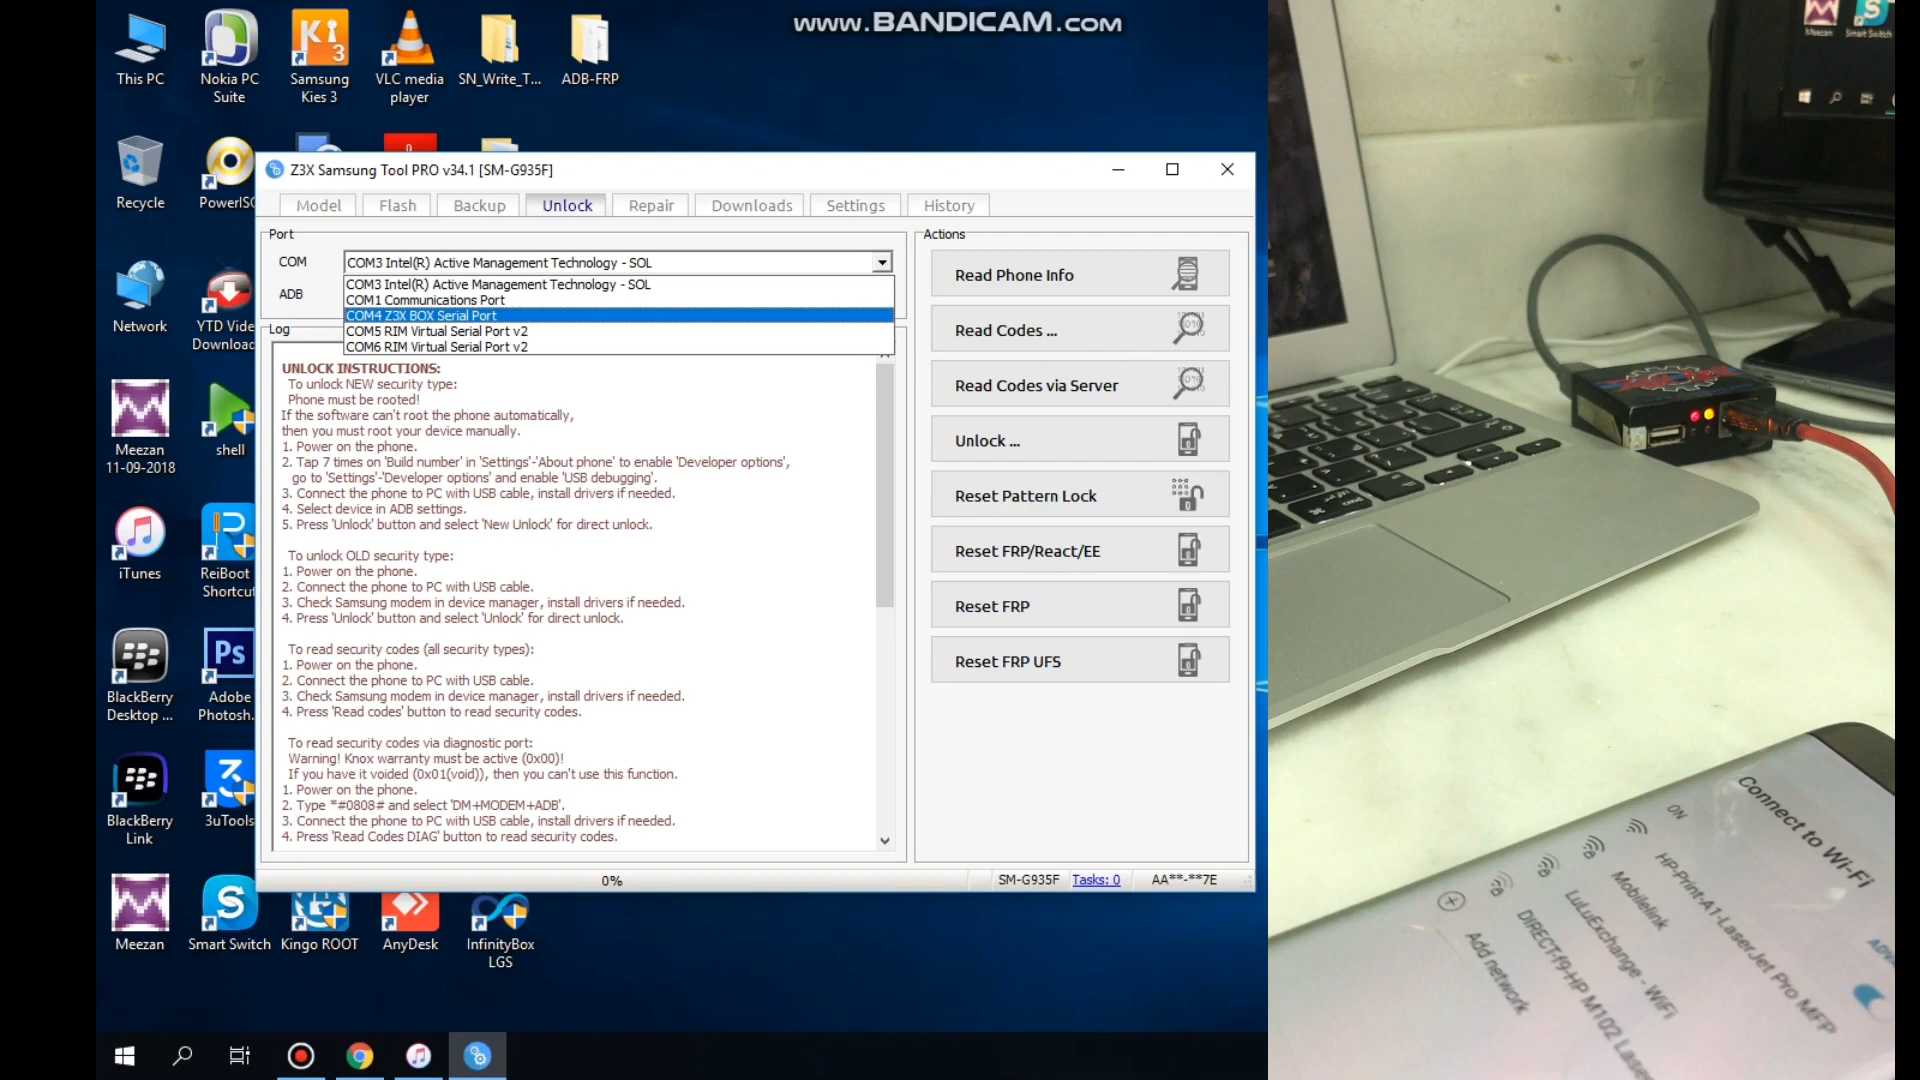 www.BANDICAM.com
This PC
Nokia PC
Suite
Samsung
Kies 3
VLC media
player
SN_Write_T...
ADB-FRP
Recycle
PowerISO
Network
YTD Vide
Downloac
Meezan
11-09-2018
shell
iTunes
ReiBoot
Shortcut
BlackBerry
Desktop ...
Adobe
Photosh.
BlackBerry
Link
3uTools
Meezan
Smart Switch
Kingo ROOT
AnyDesk
InfinityBox
LGS
Z3X Samsung Tool PRO v34.1 [SM-G935F]
Model
Flash
Backup
Unlock
Repair
Downloads
Settings
History
Port
COM
COM3 Intel(R) Active Management Technology - SOL
COM3 Intel(R) Active Management Technology - SOL
COM1 Communications Port
COM4 Z3X BOX Serial Port
COM5 RIM Virtual Serial Port v2
COM6 RIM Virtual Serial Port v2
ADB
Log
UNLOCK INSTRUCTIONS:
To unlock NEW security type:
Phone must be rooted!
If the software can't root the phone automatically,
then you must root your device manually.
1. Power on the phone.
2. Tap 7 times on 'Build number' in 'Settings'-'About phone' to enable 'Developer options',
go to 'Settings'-'Developer options' and enable 'USB debugging'.
3. Connect the phone to PC with USB cable, install drivers if needed.
4. Select device in ADB settings.
5. Press 'Unlock' button and select 'New Unlock' for direct unlock.
To unlock OLD security type:
1. Power on the phone.
2. Connect the phone to PC with USB cable.
3. Check Samsung modem in device manager, install drivers if needed.
4. Press 'Unlock' button and select 'Unlock' for direct unlock.
To read security codes (all security types):
1. Power on the phone.
2. Connect the phone to PC with USB cable.
3. Check Samsung modem in device manager, install drivers if needed.
4. Press 'Read codes' button to read security codes.
To read security codes via diagnostic port:
Warning! Knox warranty must be active (0x00)!
If you have it voided (0x01(void)), then you can't use this function.
1. Power on the phone.
2. Type *#0808# and select 'DM+MODEM+ADB'.
3. Connect the phone to PC with USB cable, install drivers if needed.
4. Press 'Read Codes DIAG' button to read security codes.
Actions
Read Phone Info
Read Codes ...
Read Codes via Server
Unlock ...
Reset Pattern Lock
Reset FRP/React/EE
Reset FRP
Reset FRP UFS
0%
SM-G935F
Tasks: 0
AA**-**7E
Meezan
Smart Switch
Connect to Wi-Fi
ON
HP-Print-A1-LaserJet Pro MFP
Mobilelink
LuLuExchange - WiFi
DIRECT-f9-HP M102 Lase
Add network
ADVA